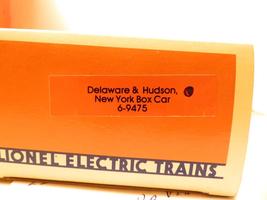 Delaware & Hudson,
New York Box Car
6-9475
LIONEL ELECTRIC TRAINS